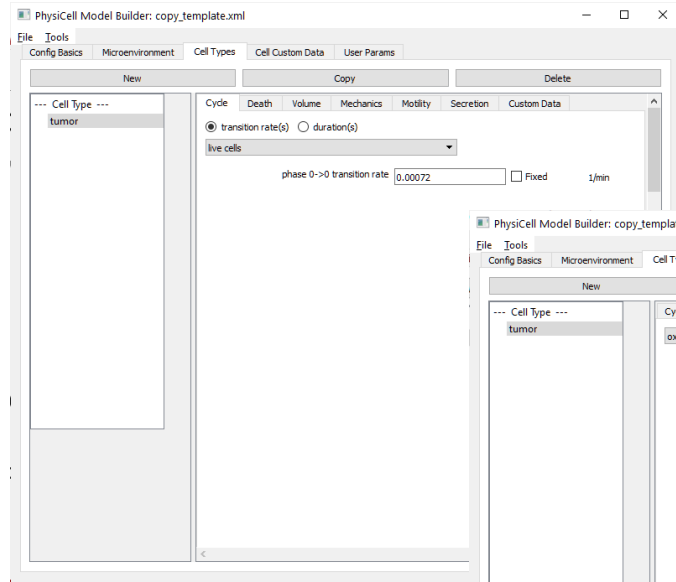 PhysiCell Model Builder: copy_template.xml
File Tools
Config Basics Microenvironment Cell Types Cell Custom Data User Params
New Copy Delete
--- Cell Type ---
tumor
Cycle Death Volume Mechanics Motility Secretion Custom Data
transition rate(s) duration(s)
live cells
phase 0->0 transition rate 0.00072 Fixed 1/min
PhysiCell Model Builder: copy_templa
File Tools
Config Basics Microenvironment Cell T
New
--- Cell Type ---
tumor
Cy
ox